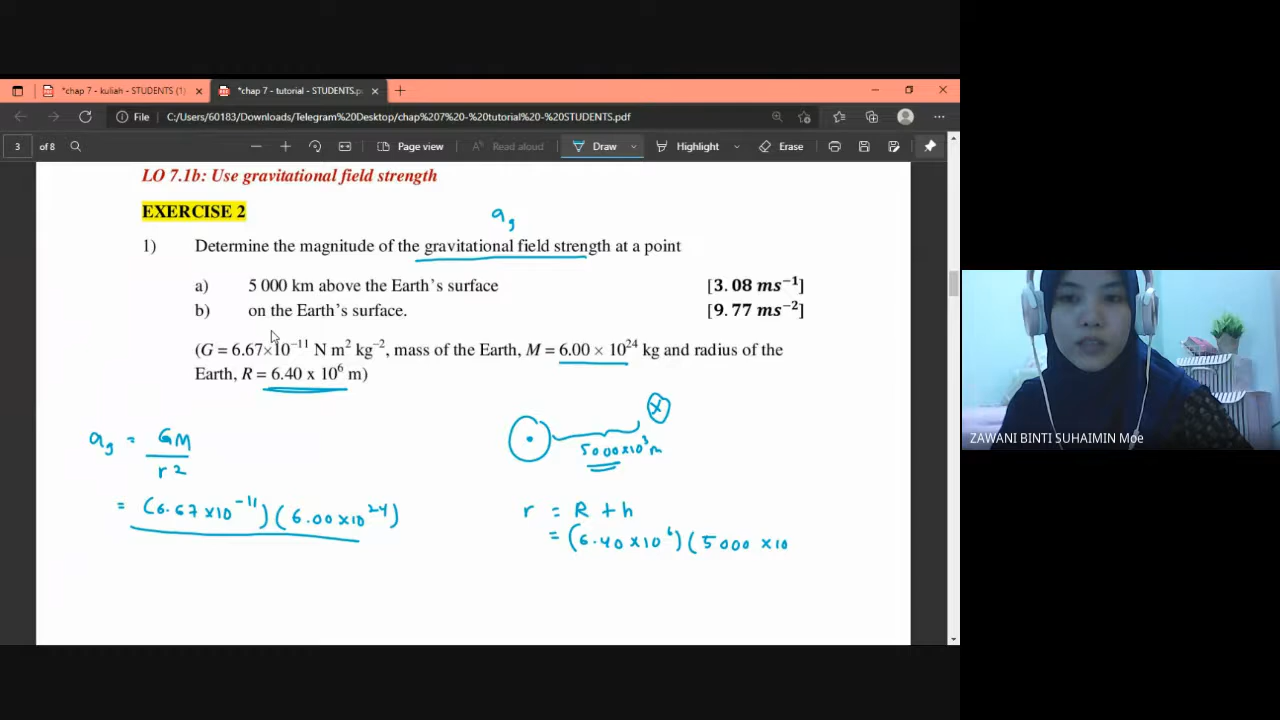 *chap 7 - kuliah - STUDENTS (1)
*chap 7 - tutorial - STUDENTS.p
File
C:/Users/60183/Downloads/Telegram%20Desktop/chap%207%20-%20tutorial%20-%20STUDENTS.pdf
3 of 8
Page view
Read aloud
Draw
Highlight
Erase
LO 7.1b: Use gravitational field strength
EXERCISE 2
a_g
1) Determine the magnitude of the gravitational field strength at a point
a) 5 000 km above the Earth's surface [3.08 ms⁻¹]
b) on the Earth's surface. [9.77 ms⁻²]
(G = 6.67×10⁻¹¹ N m² kg⁻², mass of the Earth, M = 6.00 × 10²⁴ kg and radius of the
Earth, R = 6.40 x 10⁶ m)
X
5000×10³m
a_g = GM
r²
= (6.67×10⁻¹¹)(6.00×10²⁴)
r = R + h
= (6.40×10⁶)(5000 ×10
ZAWANI BINTI SUHAIMIN Moe